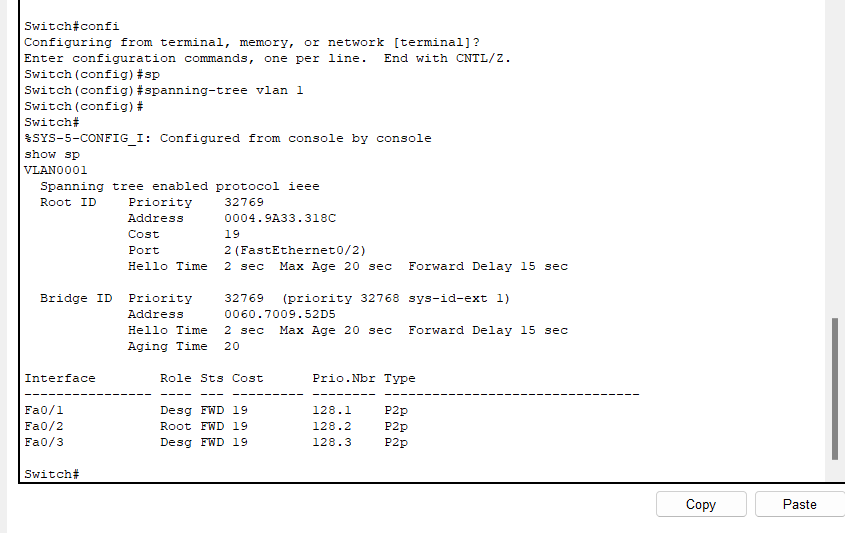 Switch#confi
Configuring from terminal, memory, or network [terminal]?
Enter configuration commands, one per line.  End with CNTL/Z.
Switch(config)#sp
Switch(config)#spanning-tree vlan 1
Switch(config)#
Switch#
%SYS-5-CONFIG_I: Configured from console by console
show sp
VLAN0001
  Spanning tree enabled protocol ieee
  Root ID    Priority    32769
             Address     0004.9A33.318C
             Cost        19
             Port        2(FastEthernet0/2)
             Hello Time  2 sec  Max Age 20 sec  Forward Delay 15 sec

  Bridge ID  Priority    32769  (priority 32768 sys-id-ext 1)
             Address     0060.7009.52D5
             Hello Time  2 sec  Max Age 20 sec  Forward Delay 15 sec
             Aging Time  20

Interface        Role Sts Cost      Prio.Nbr Type
---------------- ---- --- --------- -------- --------------------------------
Fa0/1            Desg FWD 19        128.1    P2p
Fa0/2            Root FWD 19        128.2    P2p
Fa0/3            Desg FWD 19        128.3    P2p

Switch#
Copy Paste